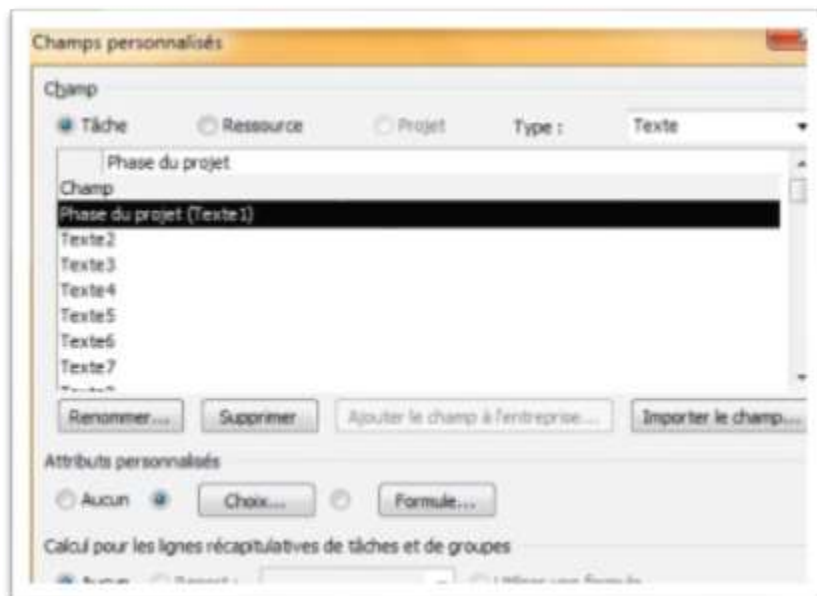 Champs personnalisés
Champ
Tâche Ressource Projet Type : Texte
Phase du projet
Champ
Phase du projet (Texte1)
Texte2
Texte3
Texte4
Texte5
Texte6
Texte7
Renommer... Supprimer Ajouter le champ à l'entreprise... Importer le champ...
Attributs personnalisés
Aucun Choix... Formule...
Calcul pour les lignes récapitulatives de tâches et de groupes